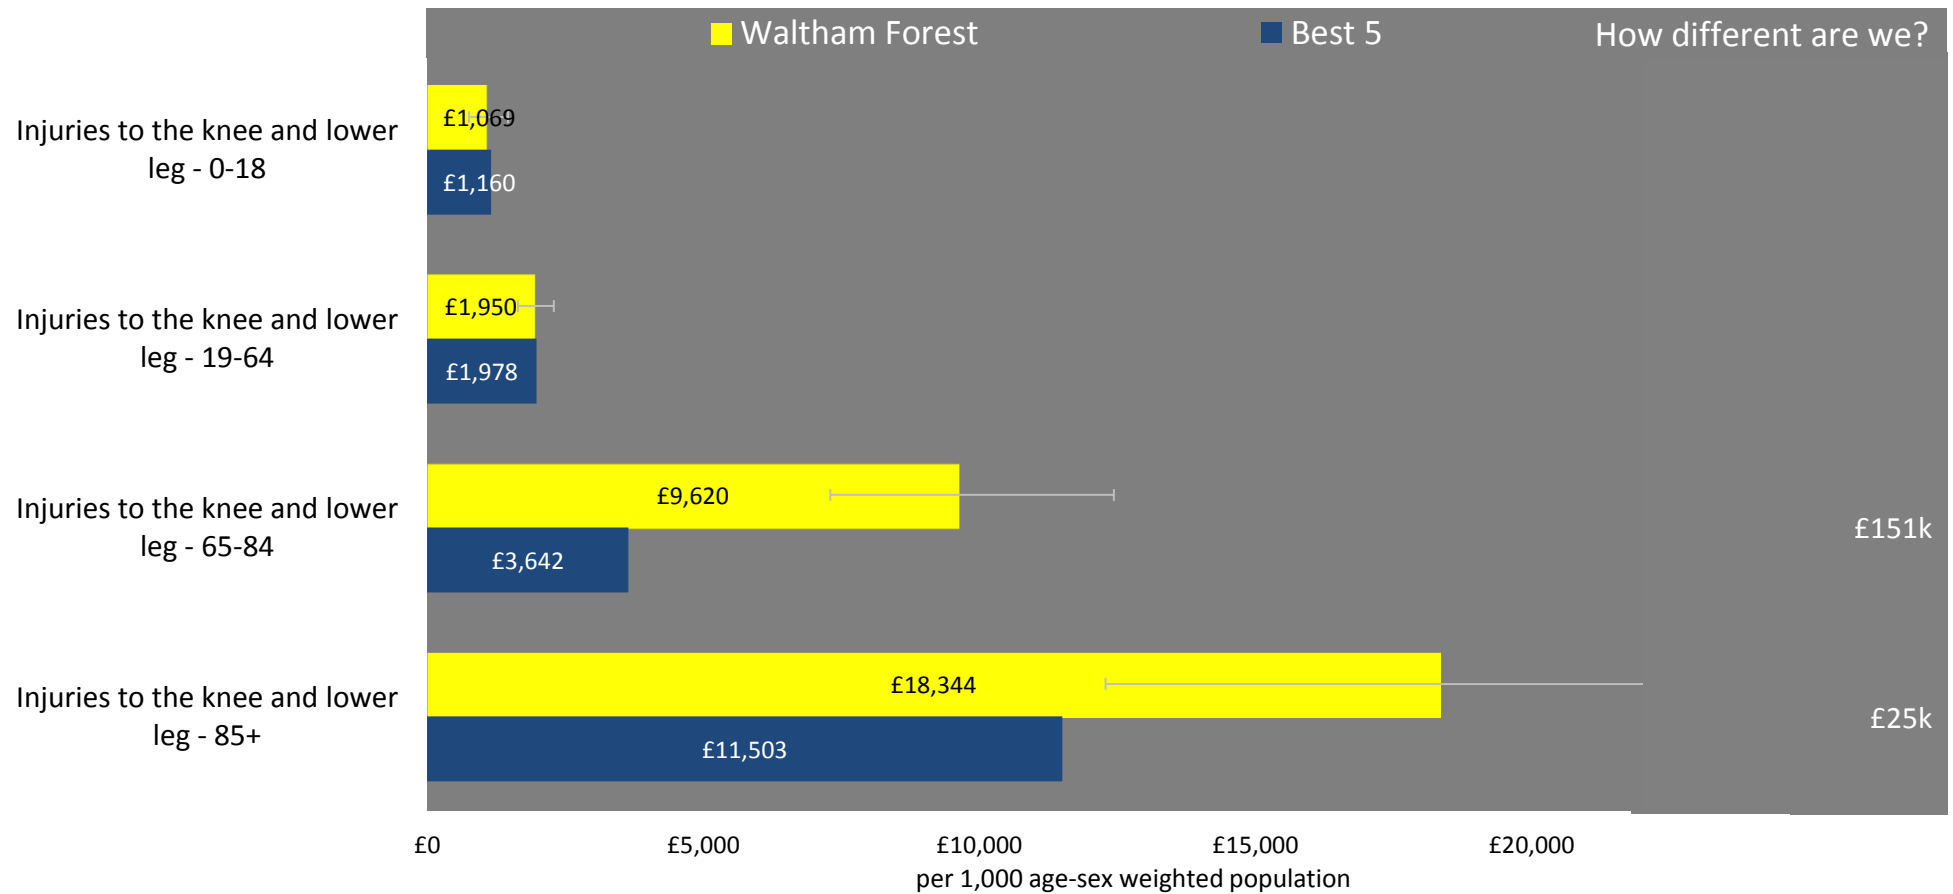 Waltham Forest
Best 5
How different are we?
Injuries to the knee and lower
leg - 0-18
£1,069
£1,160
Injuries to the knee and lower
leg - 19-64
£1,950
£1,978
Injuries to the knee and lower
leg - 65-84
£9,620
£3,642
£151k
Injuries to the knee and lower
leg - 85+
£18,344
£11,503
£25k
£0
£5,000
£10,000
£15,000
£20,000
per 1,000 age-sex weighted population